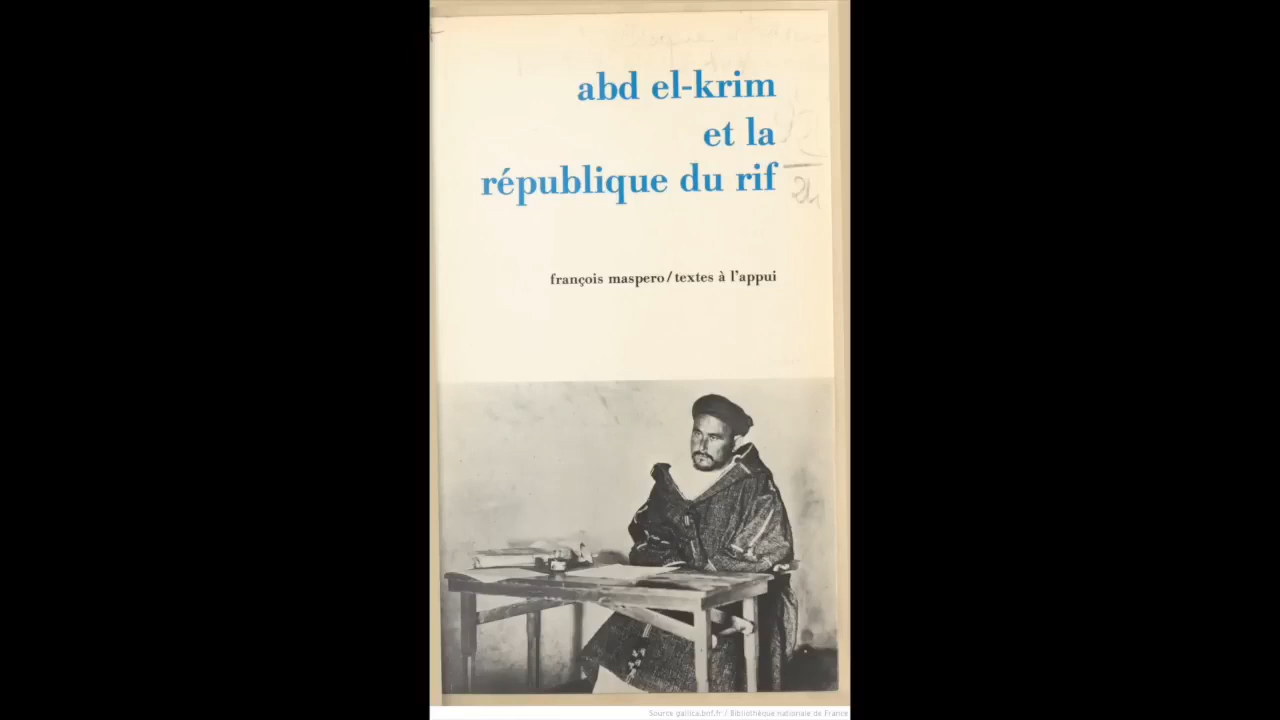 abd el-krim
et la
république du rif
françois maspero/textes à l'appui
Source gallica.bnf.fr / Bibliothèque nationale de France